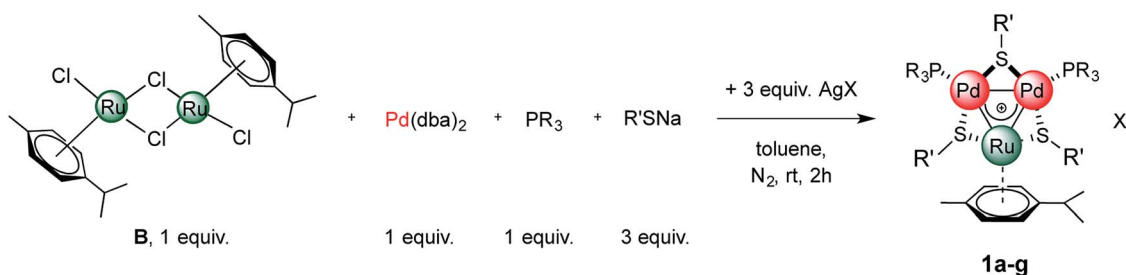 Cl
Ru
Cl
Cl
Ru
Cl
+
Pd(dba)2
+
PR3
+
R'SNa
+ 3 equiv. AgX
toluene,
N2, rt, 2h
R'
S
R3P
PR3
Pd
Pd
+
S
S
Ru
R'
R'
X
B, 1 equiv.
1 equiv.
1 equiv.
3 equiv.
1a-g